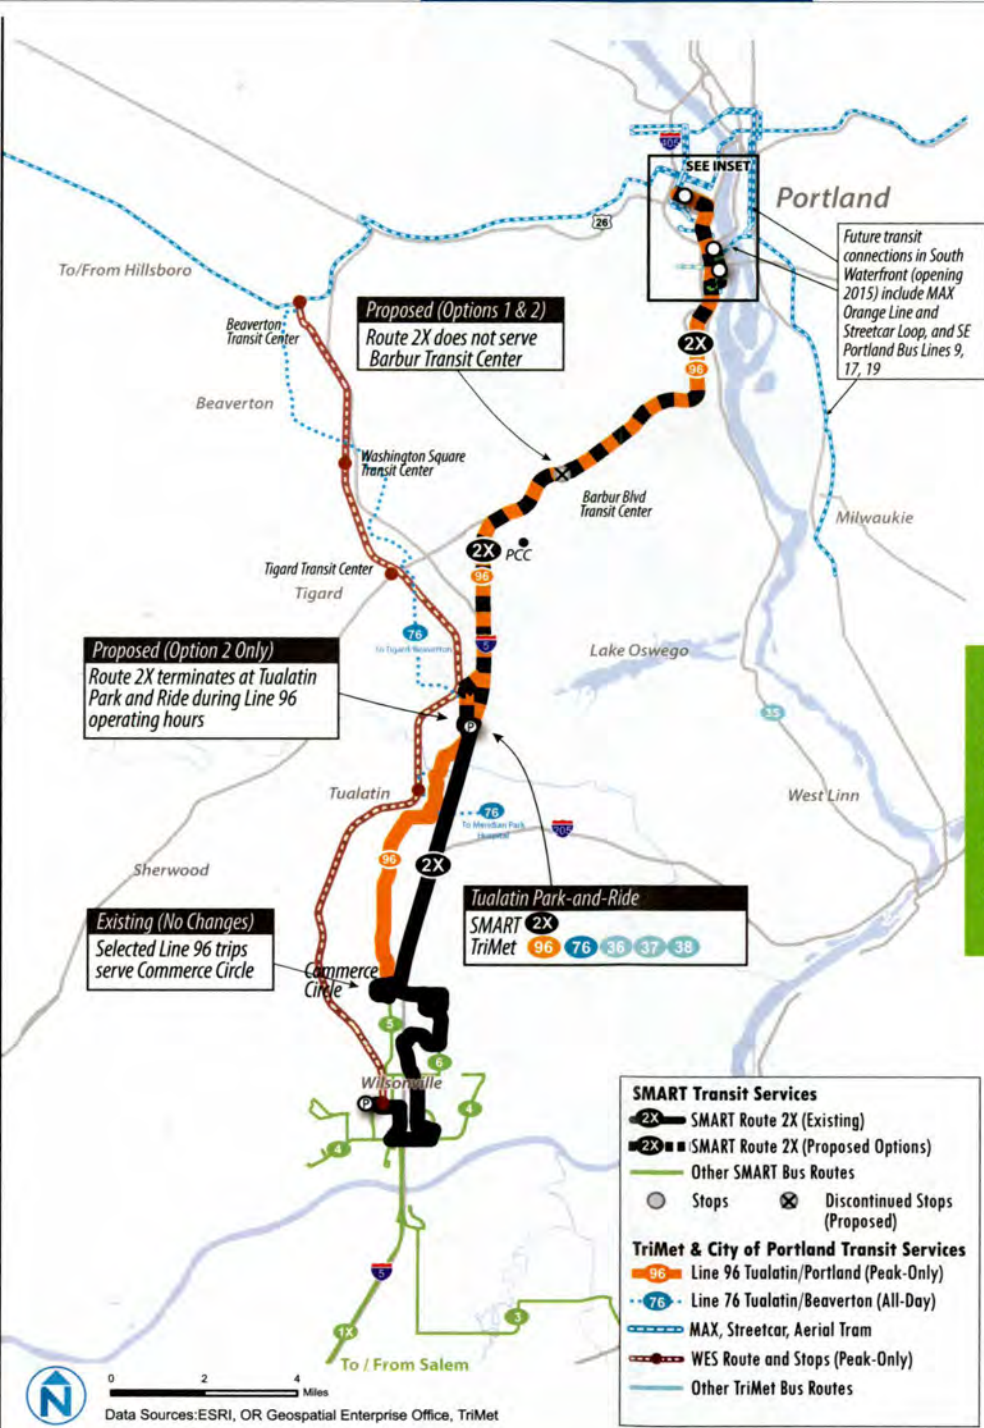 405
SEE INSET
Portland
26
Future transit
connections in South
Waterfront (opening
2015) include MAX
Orange Line and
Streetcar Loop, and SE
Portland Bus Lines 9,
17, 19
To/From Hillsboro
Beaverton
Transit Center
Proposed (Options 1 & 2)
Route 2X does not serve
Barbur Transit Center
2X
96
Beaverton
Washington Square
Transit Center
Barbur Blvd
Transit Center
Milwaukie
2X
PCC
96
Tigard Transit Center
Tigard
76
To Tigard/Beaverton
5
Lake Oswego
Proposed (Option 2 Only)
Route 2X terminates at Tualatin
Park and Ride during Line 96
operating hours
P
35
Tualatin
West Linn
76
To Meridian Park
Hospital
205
96
2X
Sherwood
Tualatin Park-and-Ride
SMART 2X
TriMet 96 76 36 37 38
Existing (No Changes)
Selected Line 96 trips
serve Commerce Circle
Commerce
Circle
5
6
Wilsonville
P
4
4
5
3
1X
To / From Salem
SMART Transit Services
2X SMART Route 2X (Existing)
2X SMART Route 2X (Proposed Options)
Other SMART Bus Routes
Stops
Discontinued Stops
(Proposed)
TriMet & City of Portland Transit Services
96 Line 96 Tualatin/Portland (Peak-Only)
76 Line 76 Tualatin/Beaverton (All-Day)
MAX, Streetcar, Aerial Tram
WES Route and Stops (Peak-Only)
Other TriMet Bus Routes
N
0 2 4
Miles
Data Sources:ESRI, OR Geospatial Enterprise Office, TriMet